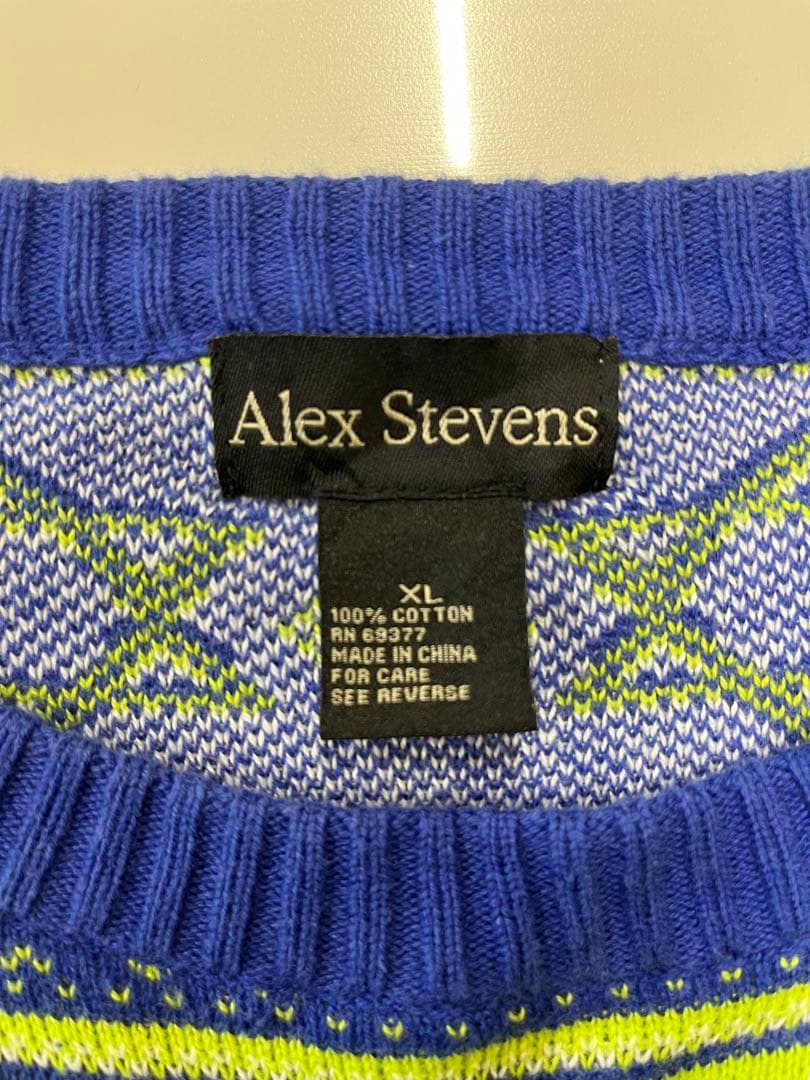 Alex Stevens
XL
100% COTTON
RN 69377
MADE IN CHINA
FOR CARE
SEE REVERSE